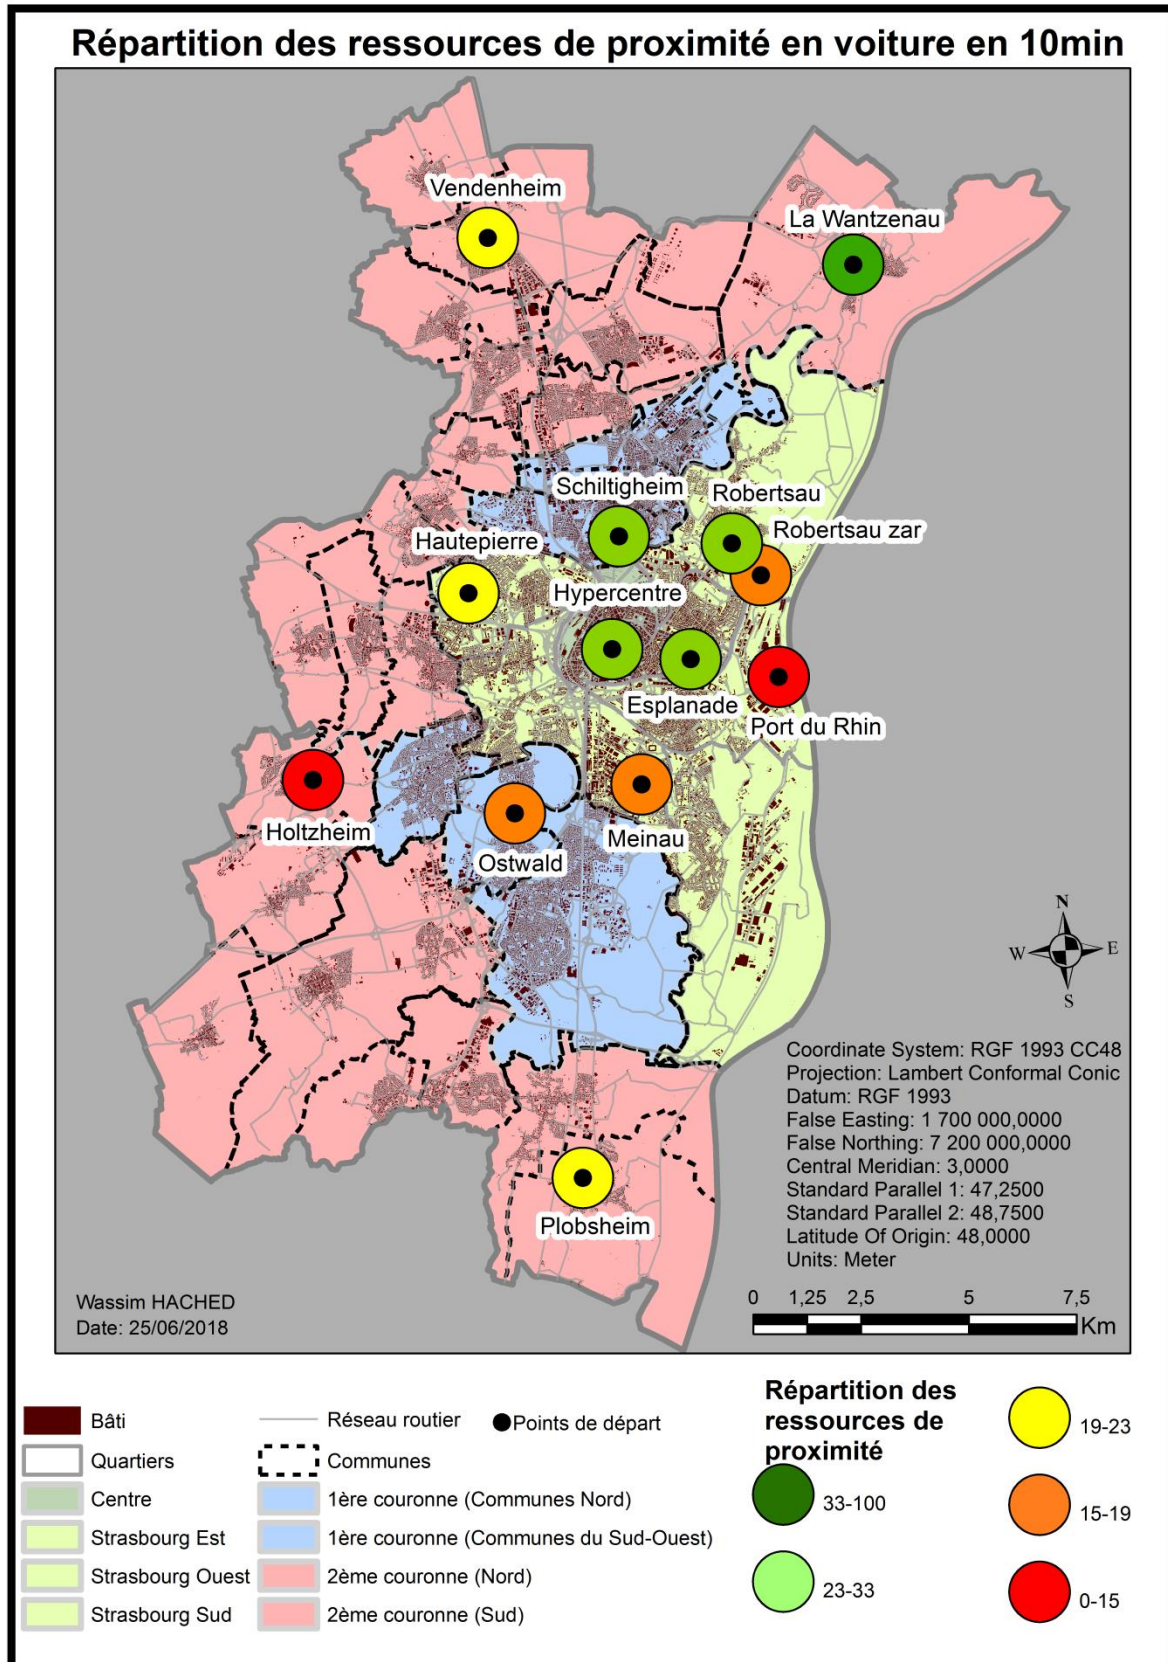 Répartition des ressources de proximité en voiture en 10min
Vendenheim
La Wantzenau
Schiltigheim
Robertsau
Robertsau zar
Hautepierre
Hypercentre
Esplanade
Port du Rhin
Holtzheim
Ostwald
Meinau
Plobsheim
N
W
E
S
Coordinate System: RGF 1993 CC48
Projection: Lambert Conformal Conic
Datum: RGF 1993
False Easting: 1 700 000,0000
False Northing: 7 200 000,0000
Central Meridian: 3,0000
Standard Parallel 1: 47,2500
Standard Parallel 2: 48,7500
Latitude Of Origin: 48,0000
Units: Meter
Wassim HACHED
Date: 25/06/2018
0 1,25 2,5 5 7,5
Km
Bâti
Quartiers
Centre
Strasbourg Est
Strasbourg Ouest
Strasbourg Sud
Réseau routier
Points de départ
Communes
1ère couronne (Communes Nord)
1ère couronne (Communes du Sud-Ouest)
2ème couronne (Nord)
2ème couronne (Sud)
Répartition des
ressources de
proximité
33-100
23-33
19-23
15-19
0-15